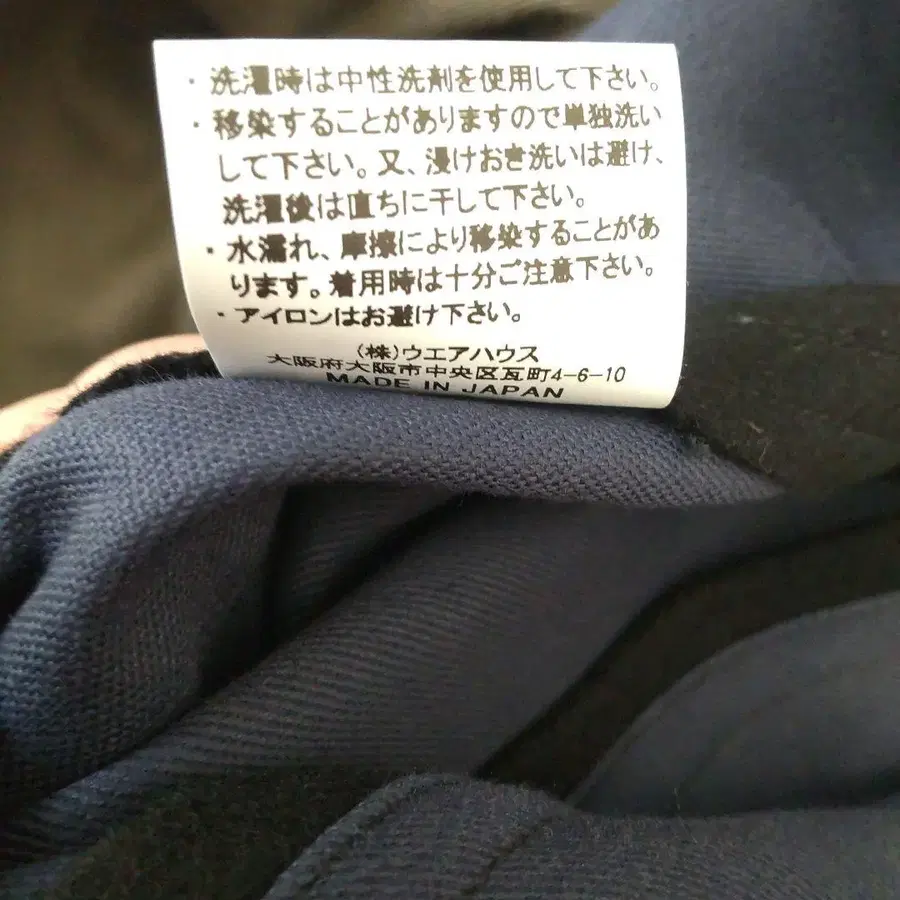 ・洗濯時は中性洗剤を使用して下さい。
・移染することがありますので単独洗い
して下さい。又、浸けおき洗いは避け、
洗濯後は直ちに干して下さい。
・水濡れ、摩擦により移染することがあ
ります。着用時は十分ご注意下さい。
・アイロンはお避け下さい。
(株)ウエアハウス
大阪府大阪市中央区瓦町4-6-10
MADE IN JAPAN